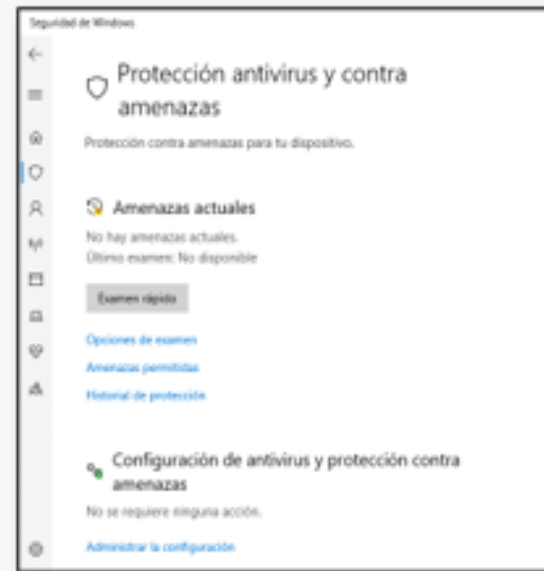 Seguridad de Windows
Protección antivirus y contra
amenazas
Protección contra amenazas para tu dispositivo.
Amenazas actuales
No hay amenazas actuales.
Último examen: No disponible
Examen rápido
Opciones de examen
Amenazas permitidas
Historial de protección
Configuración de antivirus y protección contra
amenazas
No se requiere ninguna acción.
Administrar la configuración